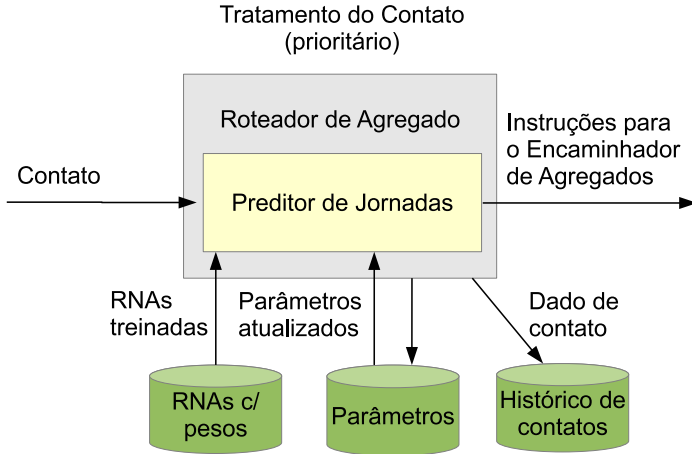 Tratamento do Contato
(prioritário)
Roteador de Agregado
Instruções para
o Encaminhador
de Agregados
Contato
Preditor de Jornadas
RNAs
treinadas
Parâmetros
atualizados
Dado de
contato
RNAs c/
pesos
Parâmetros
Histórico de
contatos